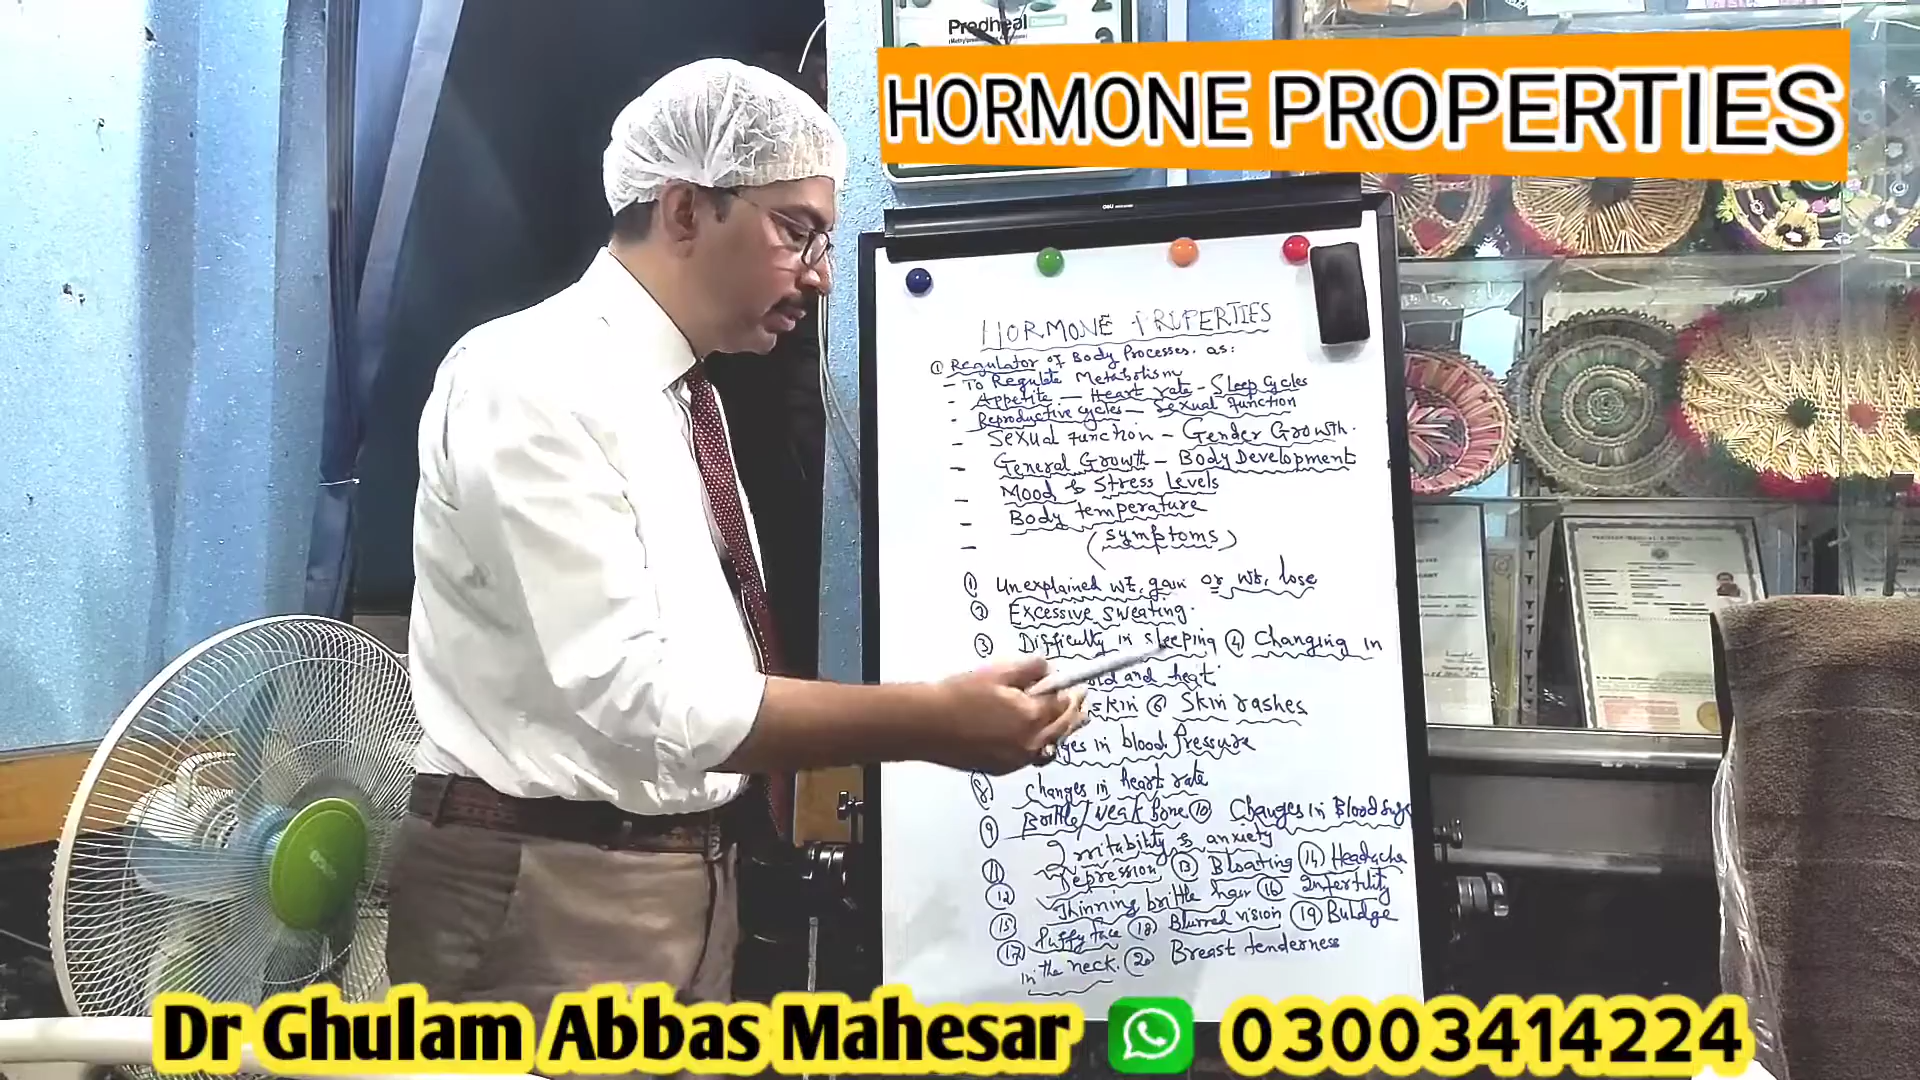 Predheal
HORMONE PROPERTIES
HORMONE PRUPERTIES
① Regulator of Body Processes. as:
- To Regulate Metabolism
- Appetite - Heart rate - Sleep Cycles
- Reproductive cycles - Sexual function
- Sexual function - Gender Growth.
- General Growth - Body Development
- Mood & Stress Levels
- Body temperature
- (symptoms)
① Unexplained wt, gain or wt, lose
② Excessive sweating.
③ Difficulty in sleeping ④ Changing in
and heat
skin ⑥ Skin rashes
in blood Pressure
⑧ changes in heart rate
⑨ Brittle/weak bone ⑩ Changes in Blood
⑪ Irritability & anxiety
⑫ Depression ⑬ Bloating ⑭ Headache
⑮ Thinning brittle hair ⑯ Infertility
⑰ Puffy face ⑱ Blurred vision ⑲ Buldge
in the neck. ⑳ Breast tenderness
Dr Ghulam Abbas Mahesar 03003414224